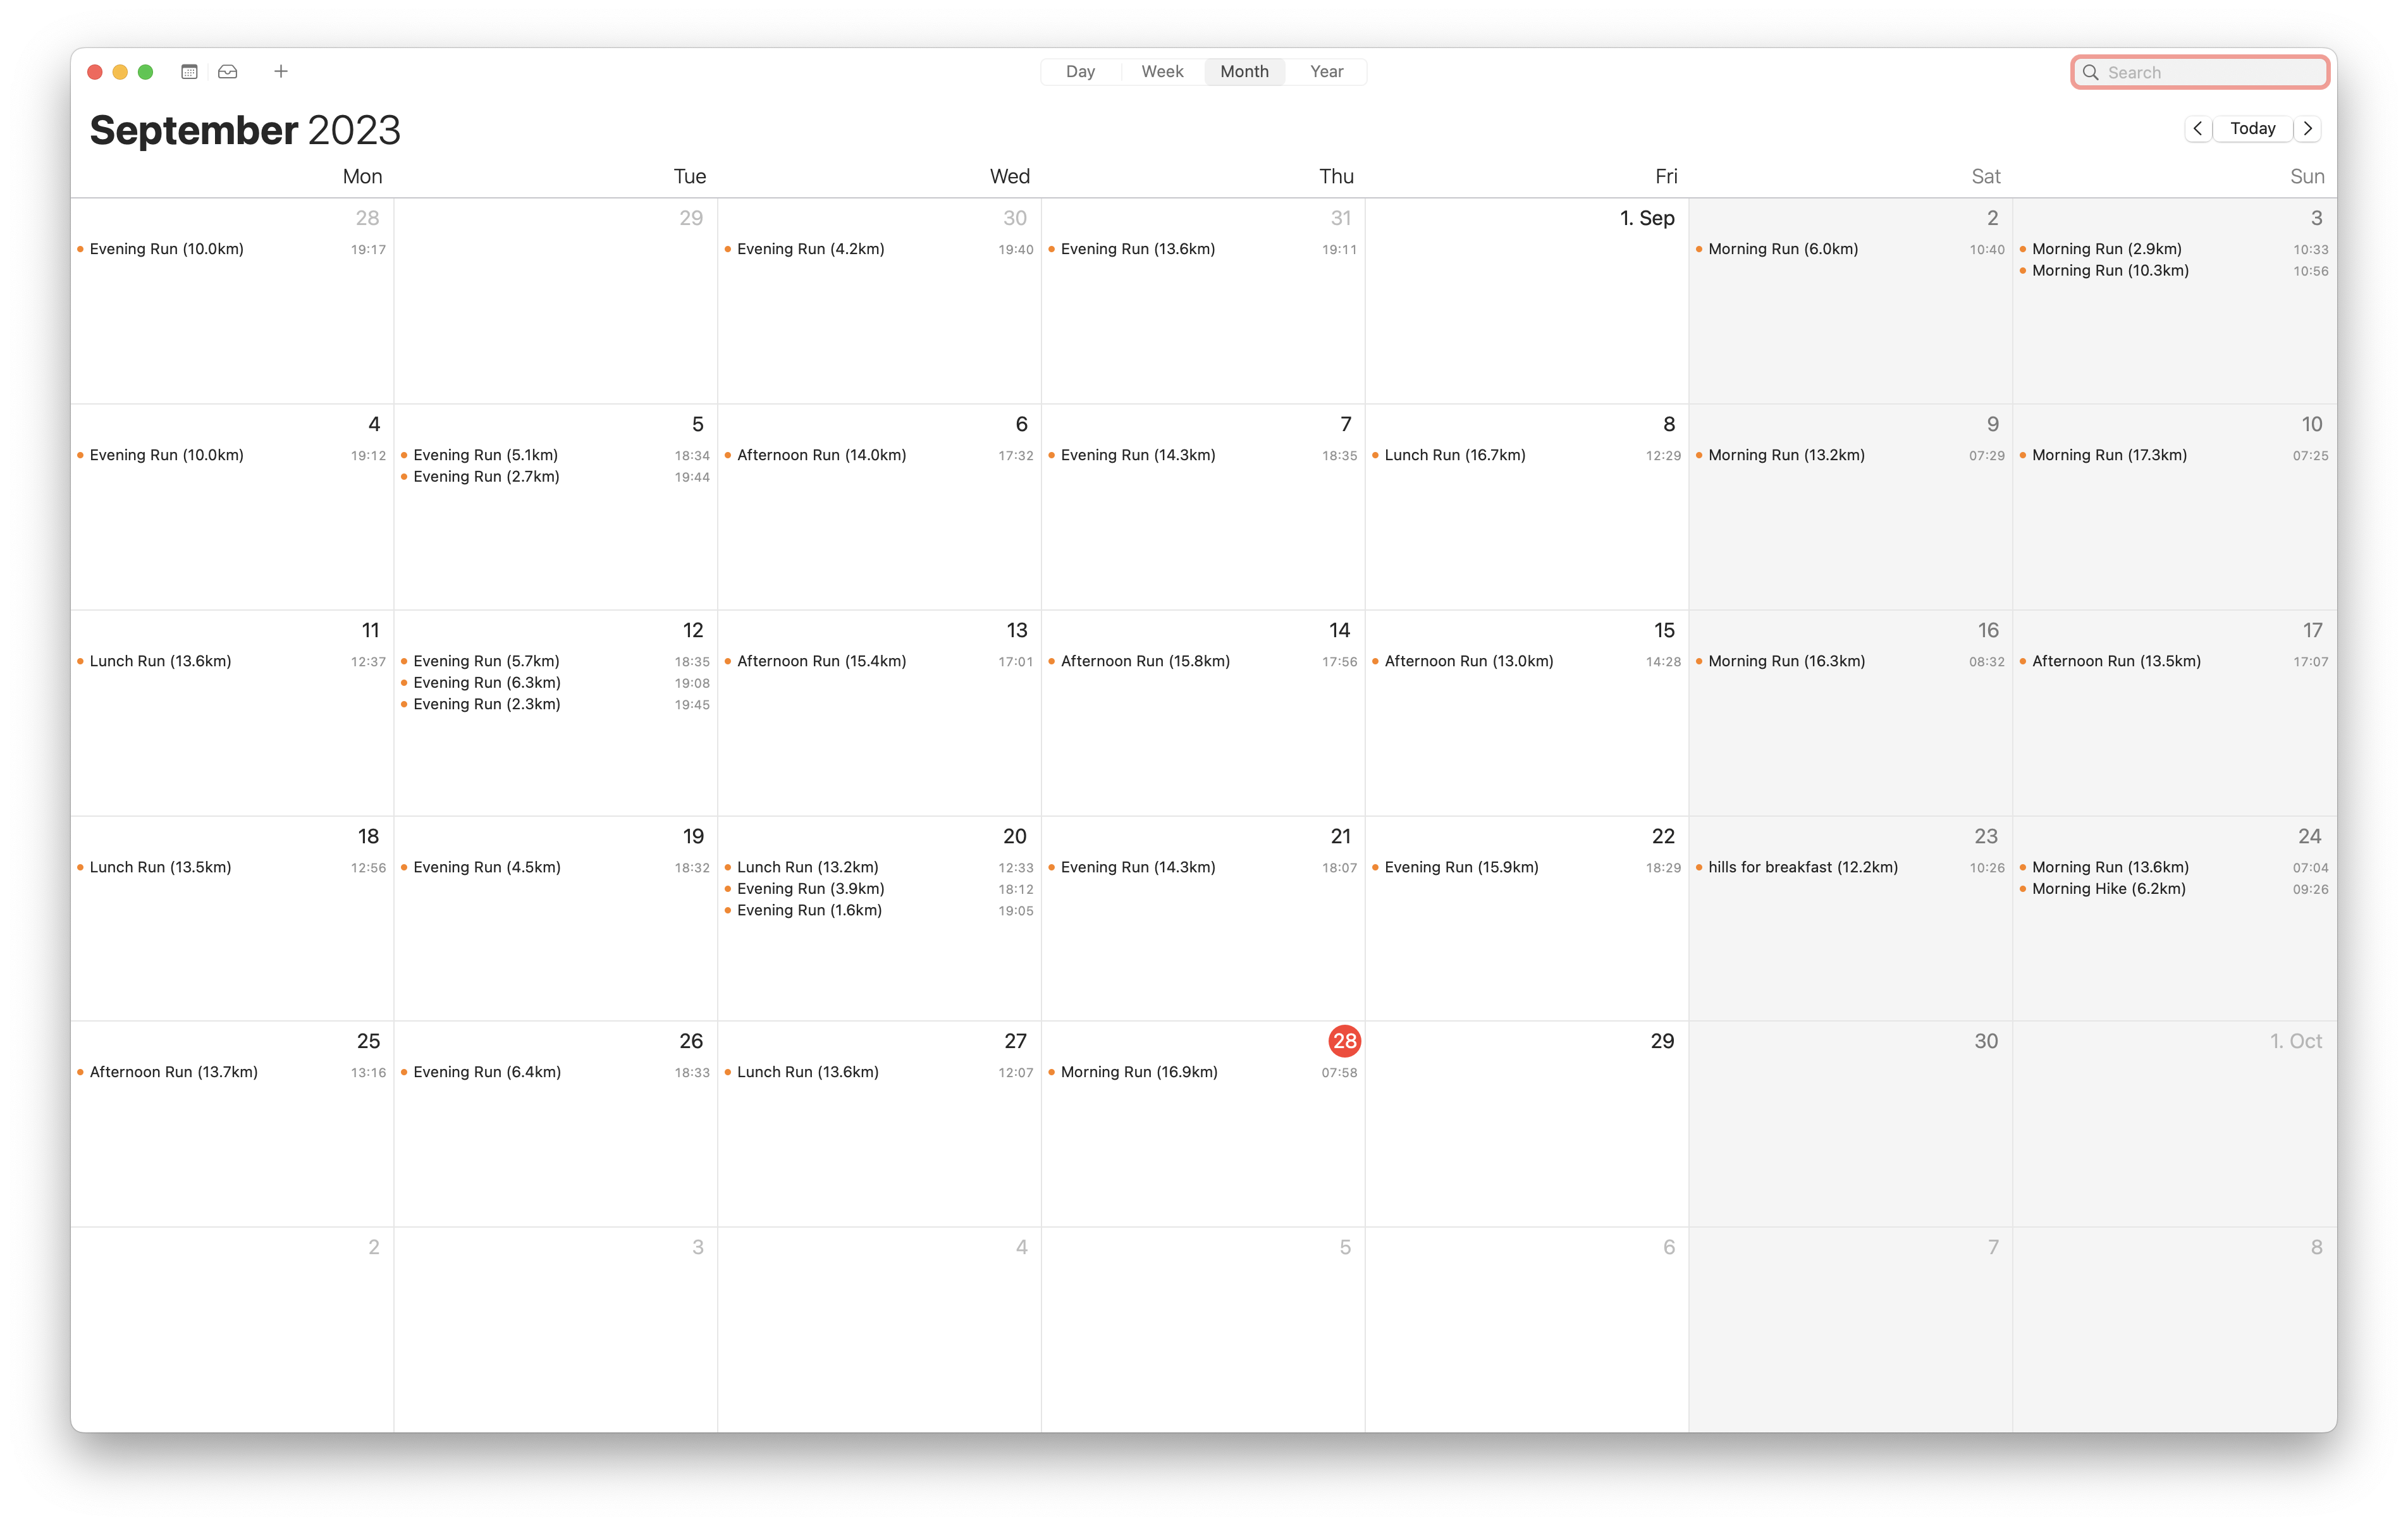 Day Week Month Year
Search
September 2023
Today
Mon Tue Wed Thu Fri Sat Sun
28 29 30 31 1. Sep 2 3
Evening Run (10.0km) 19:17 Evening Run (4.2km) 19:40 Evening Run (13.6km) 19:11 Morning Run (6.0km) 10:40 Morning Run (2.9km) 10:33
Morning Run (10.3km) 10:56
4 5 6 7 8 9 10
Evening Run (10.0km) 19:12 Evening Run (5.1km) 18:34 Afternoon Run (14.0km) 17:32 Evening Run (14.3km) 18:35 Lunch Run (16.7km) 12:29 Morning Run (13.2km) 07:29 Morning Run (17.3km) 07:25
Evening Run (2.7km) 19:44
11 12 13 14 15 16 17
Lunch Run (13.6km) 12:37 Evening Run (5.7km) 18:35 Afternoon Run (15.4km) 17:01 Afternoon Run (15.8km) 17:56 Afternoon Run (13.0km) 14:28 Morning Run (16.3km) 08:32 Afternoon Run (13.5km) 17:07
Evening Run (6.3km) 19:08
Evening Run (2.3km) 19:45
18 19 20 21 22 23 24
Lunch Run (13.5km) 12:56 Evening Run (4.5km) 18:32 Lunch Run (13.2km) 12:33 Evening Run (14.3km) 18:07 Evening Run (15.9km) 18:29 hills for breakfast (12.2km) 10:26 Morning Run (13.6km) 07:04
Evening Run (3.9km) 18:12 Morning Hike (6.2km) 09:26
Evening Run (1.6km) 19:05
25 26 27 28 29 30 1. Oct
Afternoon Run (13.7km) 13:16 Evening Run (6.4km) 18:33 Lunch Run (13.6km) 12:07 Morning Run (16.9km) 07:58
2 3 4 5 6 7 8